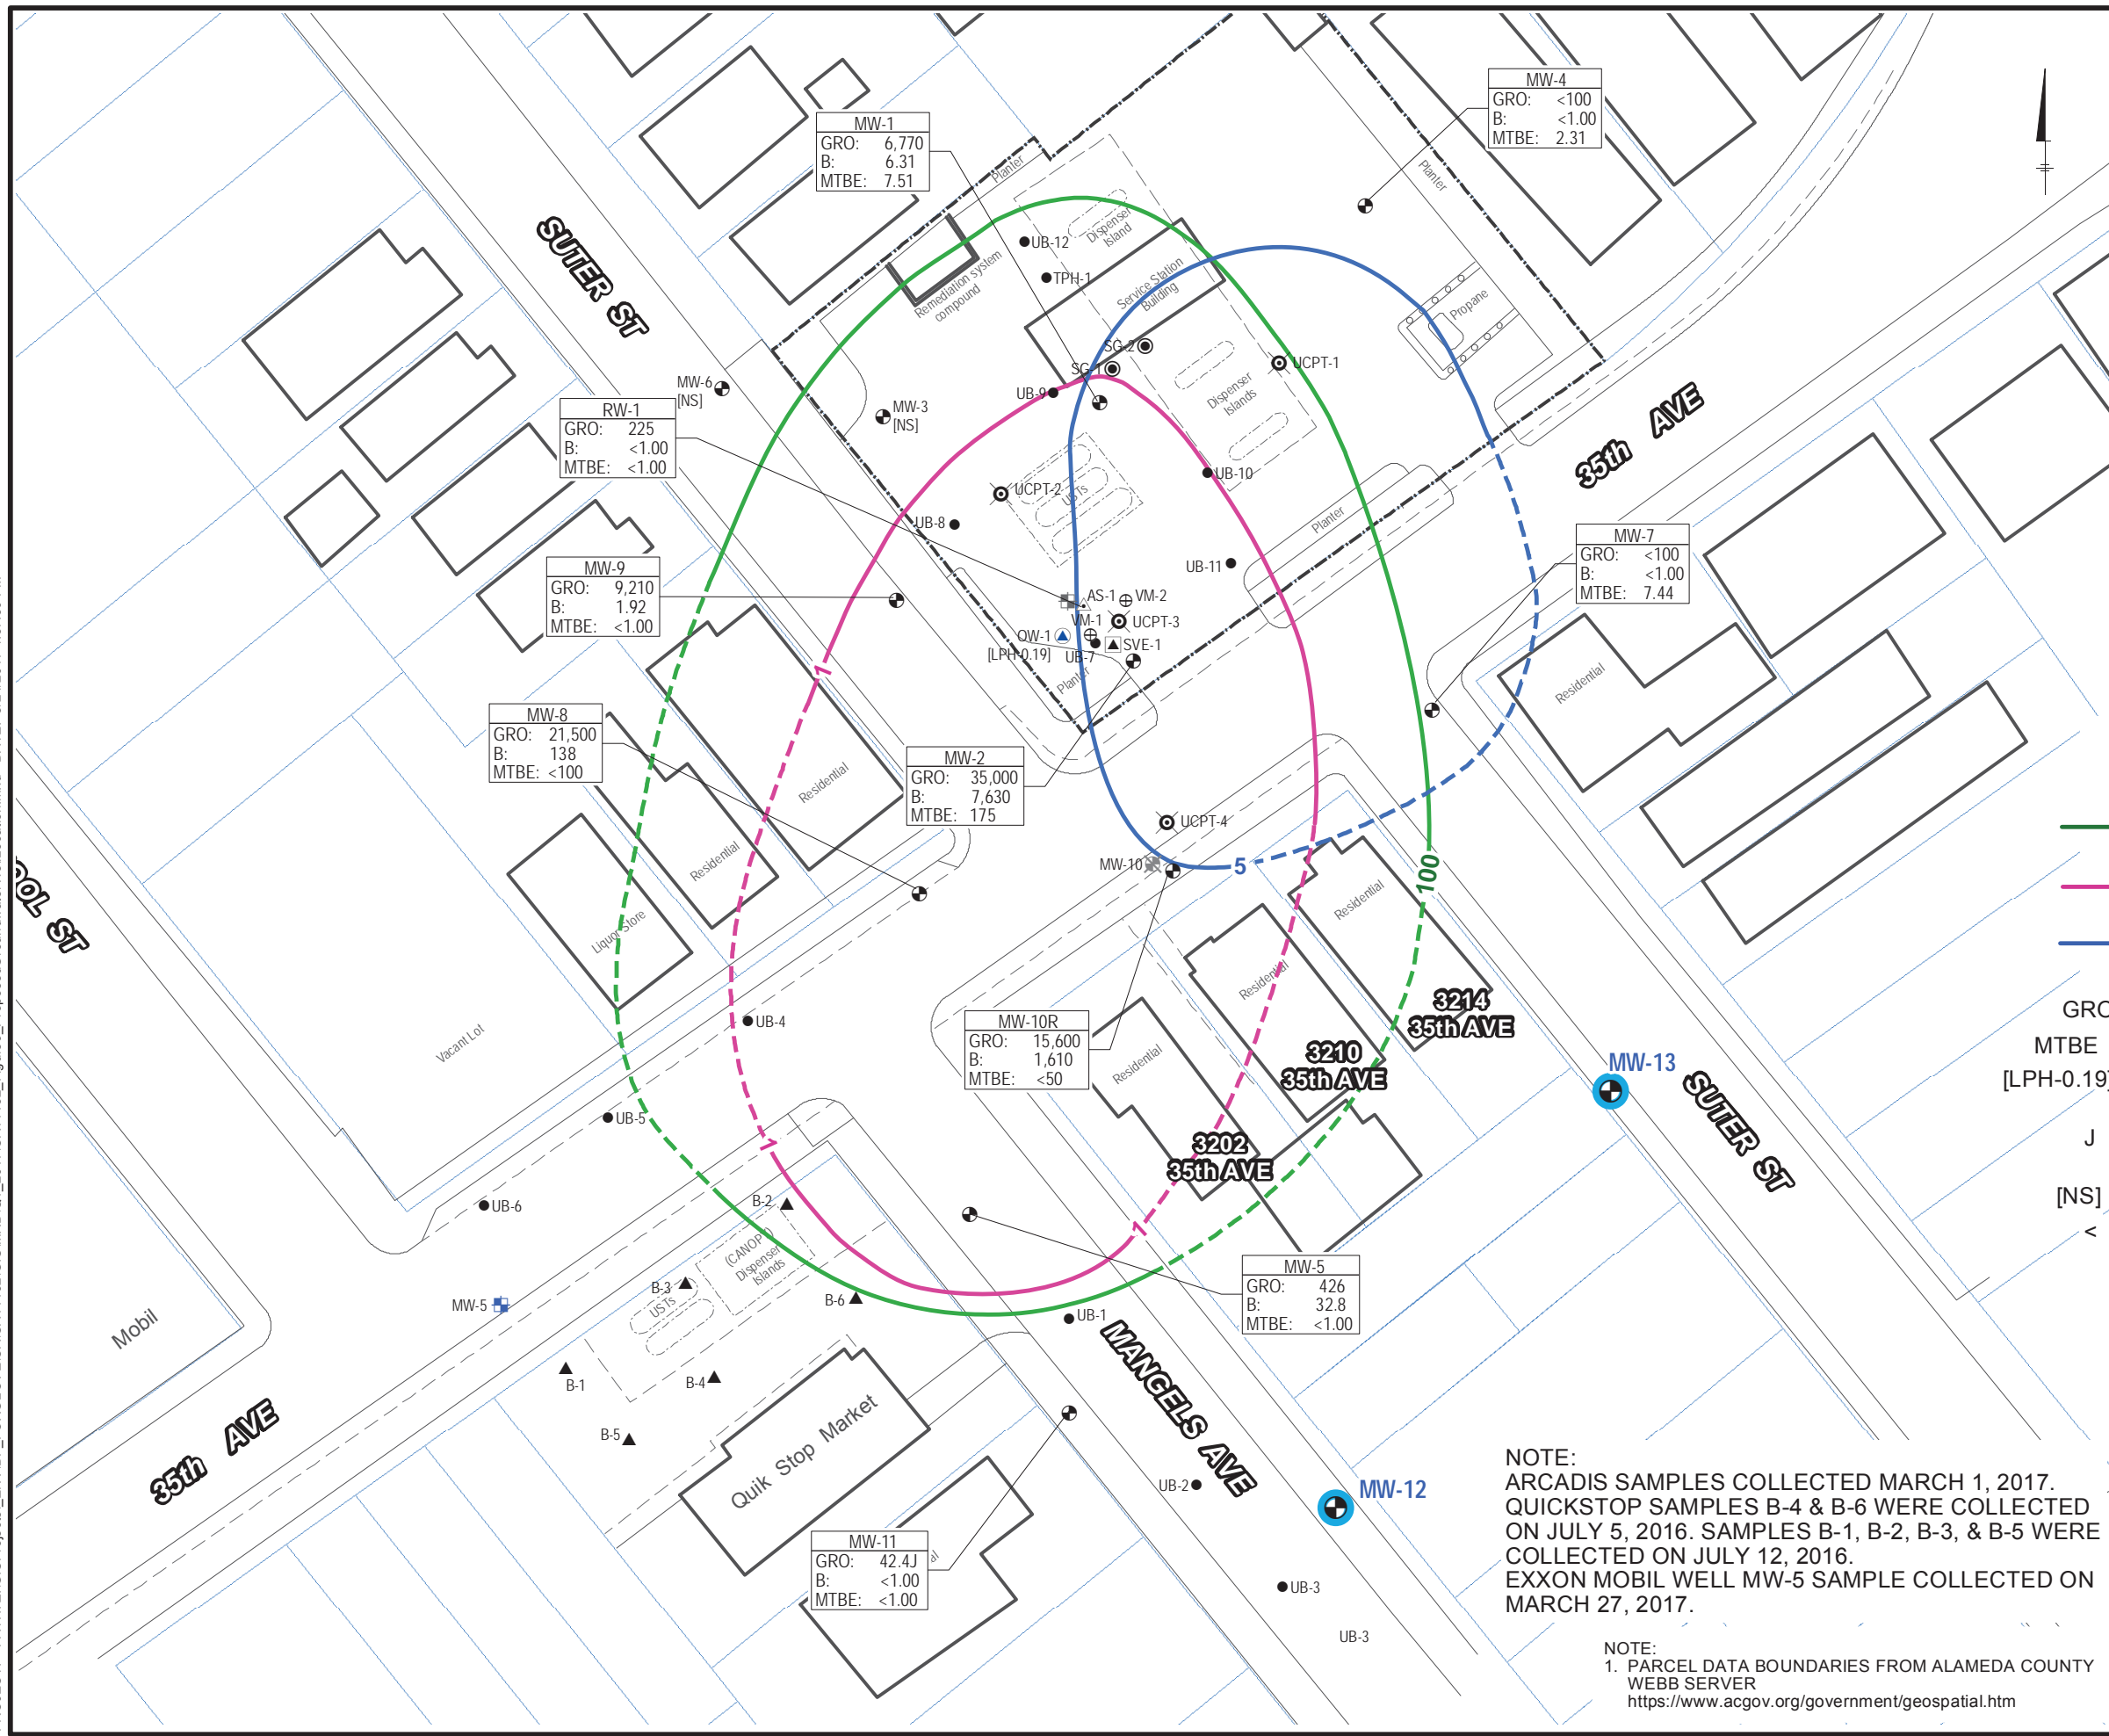 MW-4
GRO: <100
B: <1.00
MTBE: 2.31
MW-1
GRO: 6,770
B: 6.31
MTBE: 7.51
Planter
Planter
Dispenser
Island
UB-12
TPH-1
Service Station
Building
Remediation system
compound
Propane
SUTER ST
SG-2
SG-1
UCPT-1
UB-9
Dispenser
Islands
MW-6
[NS]
MW-3
[NS]
35th AVE
RW-1
GRO: 225
B: <1.00
MTBE: <1.00
UB-10
UCPT-2
USTs
UB-8
Planter
MW-7
GRO: <100
B: <1.00
MTBE: 7.44
MW-9
GRO: 9,210
B: 1.92
MTBE: <1.00
UB-11
AS-1
VM-2
VM-1
UCPT-3
OW-1
[LPH-0.19]
UB-7
SVE-1
Planter
1
Residential
MW-8
GRO: 21,500
B: 138
MTBE: <100
Residential
MW-2
GRO: 35,000
B: 7,630
MTBE: 175
UCPT-4
MW-10
5
100
Residential
Residential
Liquor Store
OOL ST
Vacant Lot
UB-4
Residential
3214
35th AVE
MW-10R
GRO: 15,600
B: 1,610
MTBE: <50
Residential
3210
35th AVE
GRO
MTBE
[LPH-0.19]
J
[NS]
<
MW-13
SUTER ST
UB-5
1
3202
35th AVE
UB-6
B-2
1
(CANOPY)
Dispenser
Islands
B-3
USTs
B-6
MW-5
MW-5
GRO: 426
B: 32.8
MTBE: <1.00
UB-1
MANGELS AVE
Mobil
B-1
B-4
B-5
Quik Stop Market
35th AVE
UB-2
MW-12
MW-11
GRO: 42.4J
B: <1.00
MTBE: <1.00
al
UB-3
UB-3
NOTE:
ARCADIS SAMPLES COLLECTED MARCH 1, 2017.
QUICKSTOP SAMPLES B-4 & B-6 WERE COLLECTED
ON JULY 5, 2016. SAMPLES B-1, B-2, B-3, & B-5 WERE
COLLECTED ON JULY 12, 2016.
EXXON MOBIL WELL MW-5 SAMPLE COLLECTED ON
MARCH 27, 2017.
NOTE:
1. PARCEL DATA BOUNDARIES FROM ALAMEDA COUNTY
WEBB SERVER
https://www.acgov.org/government/geospatial.htm